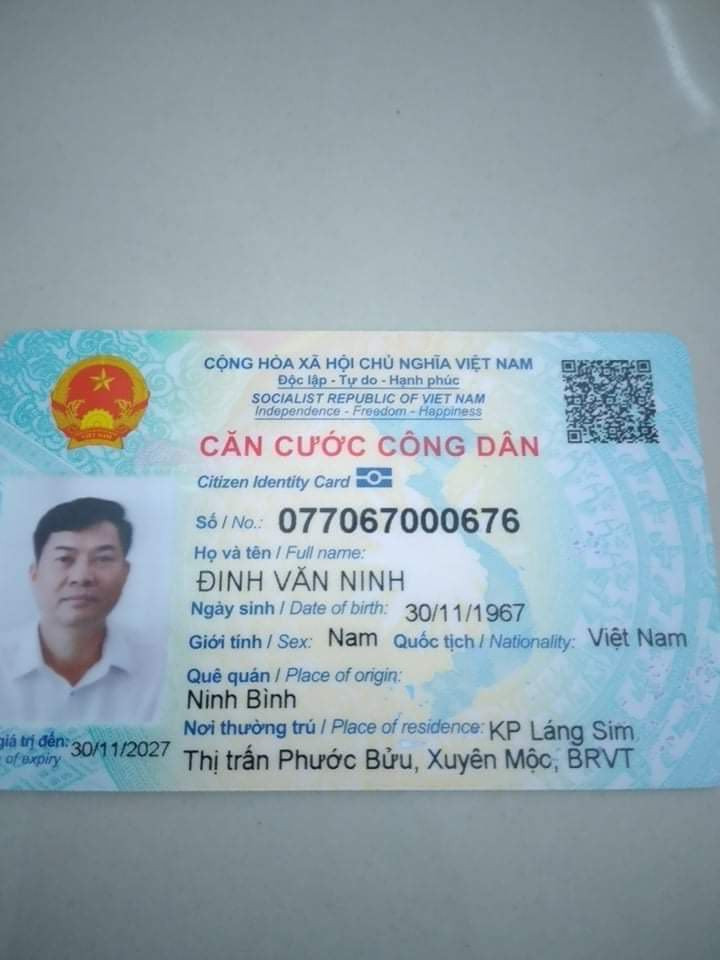 CỘNG HÒA XÃ HỘI CHỦ NGHĨA VIỆT NAM
Độc lập - Tự do - Hạnh phúc
SOCIALIST REPUBLIC OF VIET NAM
Independence - Freedom - Happiness
CĂN CƯỚC CÔNG DÂN
Citizen Identity Card
Số / No.: 077067000676
Họ và tên / Full name:
ĐINH VĂN NINH
Ngày sinh / Date of birth: 30/11/1967
Giới tính / Sex: Nam Quốc tịch / Nationality: Việt Nam
Quê quán / Place of origin:
Ninh Bình
Nơi thường trú / Place of residence: KP Láng Sim
Thị trấn Phước Bửu, Xuyên Mộc, BRVT
giá trị đến: 30/11/2027
of expiry
VIỆT NAM